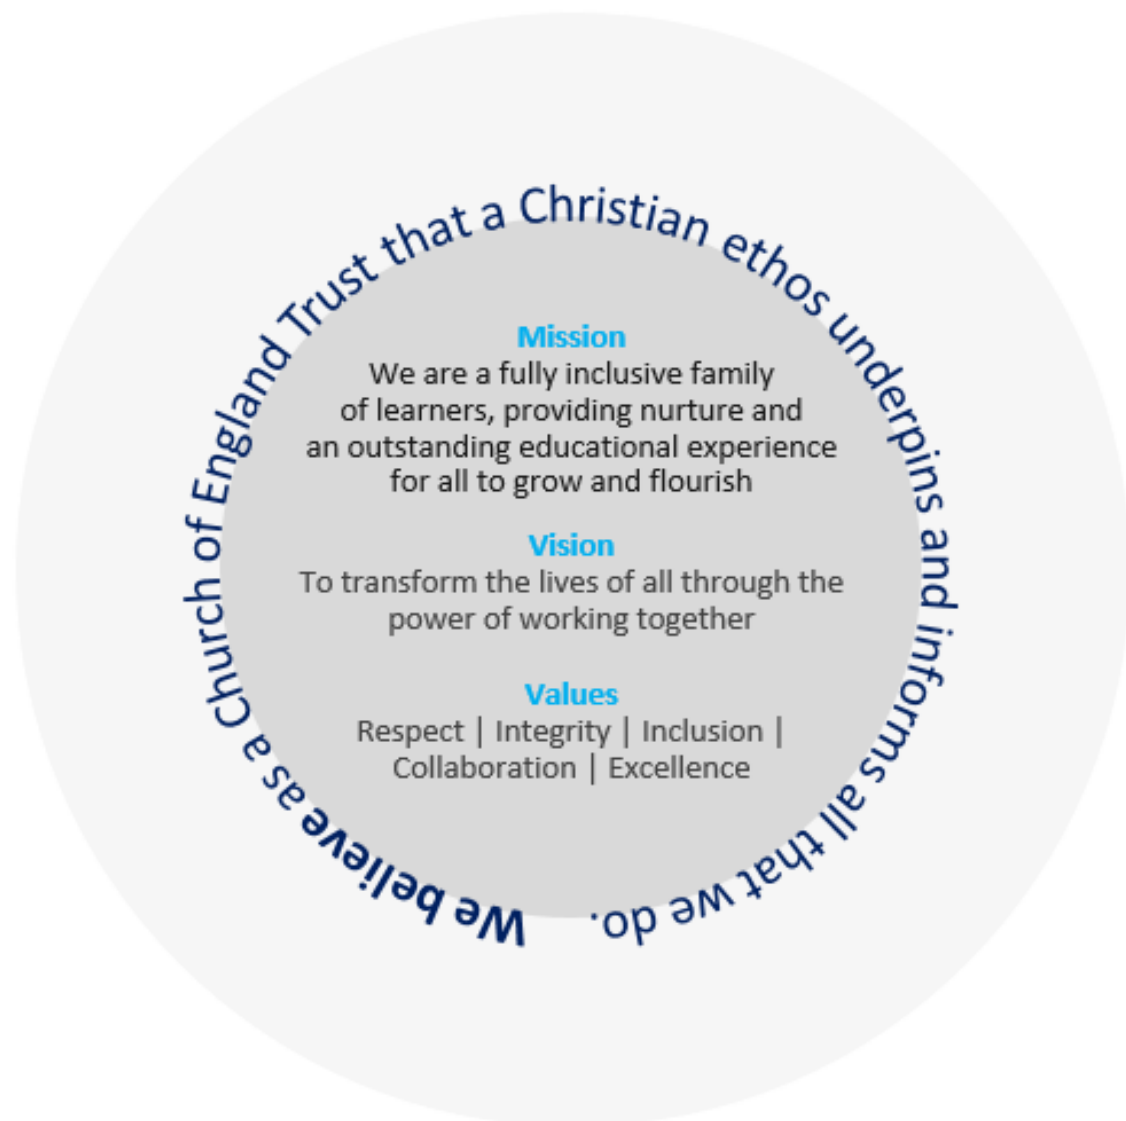 We believe as a Church of England Trust that a Christian ethos underpins and informs all that we do.
Mission
We are a fully inclusive family
of learners, providing nurture and
an outstanding educational experience
for all to grow and flourish
Vision
To transform the lives of all through the
power of working together
Values
Respect | Integrity | Inclusion |
Collaboration | Excellence